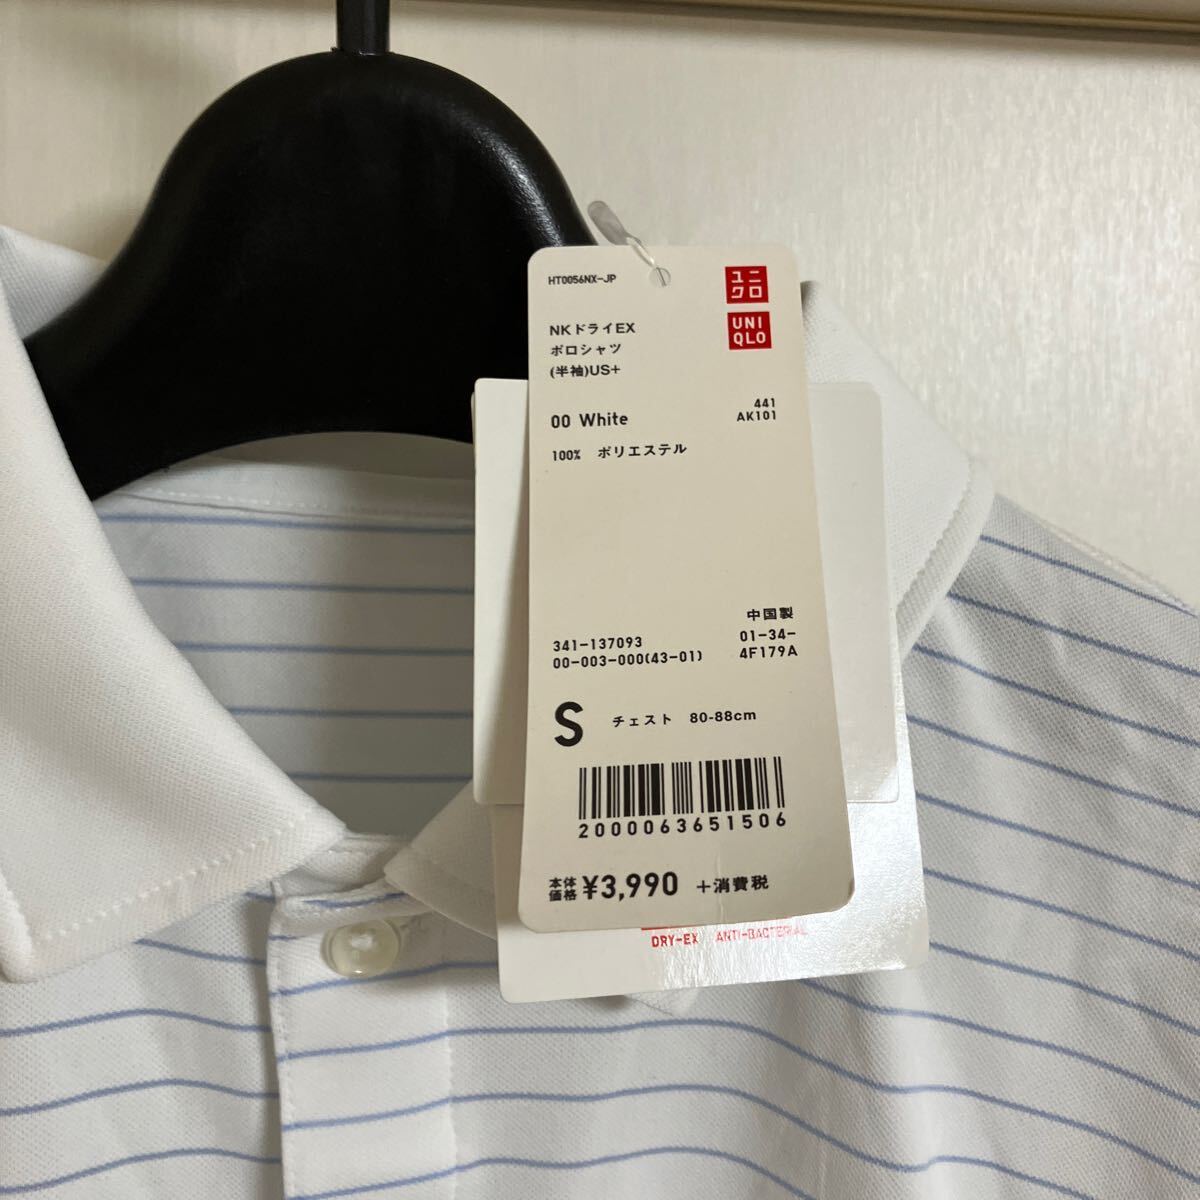 HT0056NX-JP
ユニ
クロ
UNI
QLO
NKドライEX
ポロシャツ
(半袖)US+
00 White
441
AK101
100% ポリエステル
中国製
341-137093
01-34-
00-003-000(43-01)
4F179A
S チェスト 80-88cm
2000063651506
本体
価格 ¥3,990 +消費税
DRY-EX ANTI-BACTERIAL